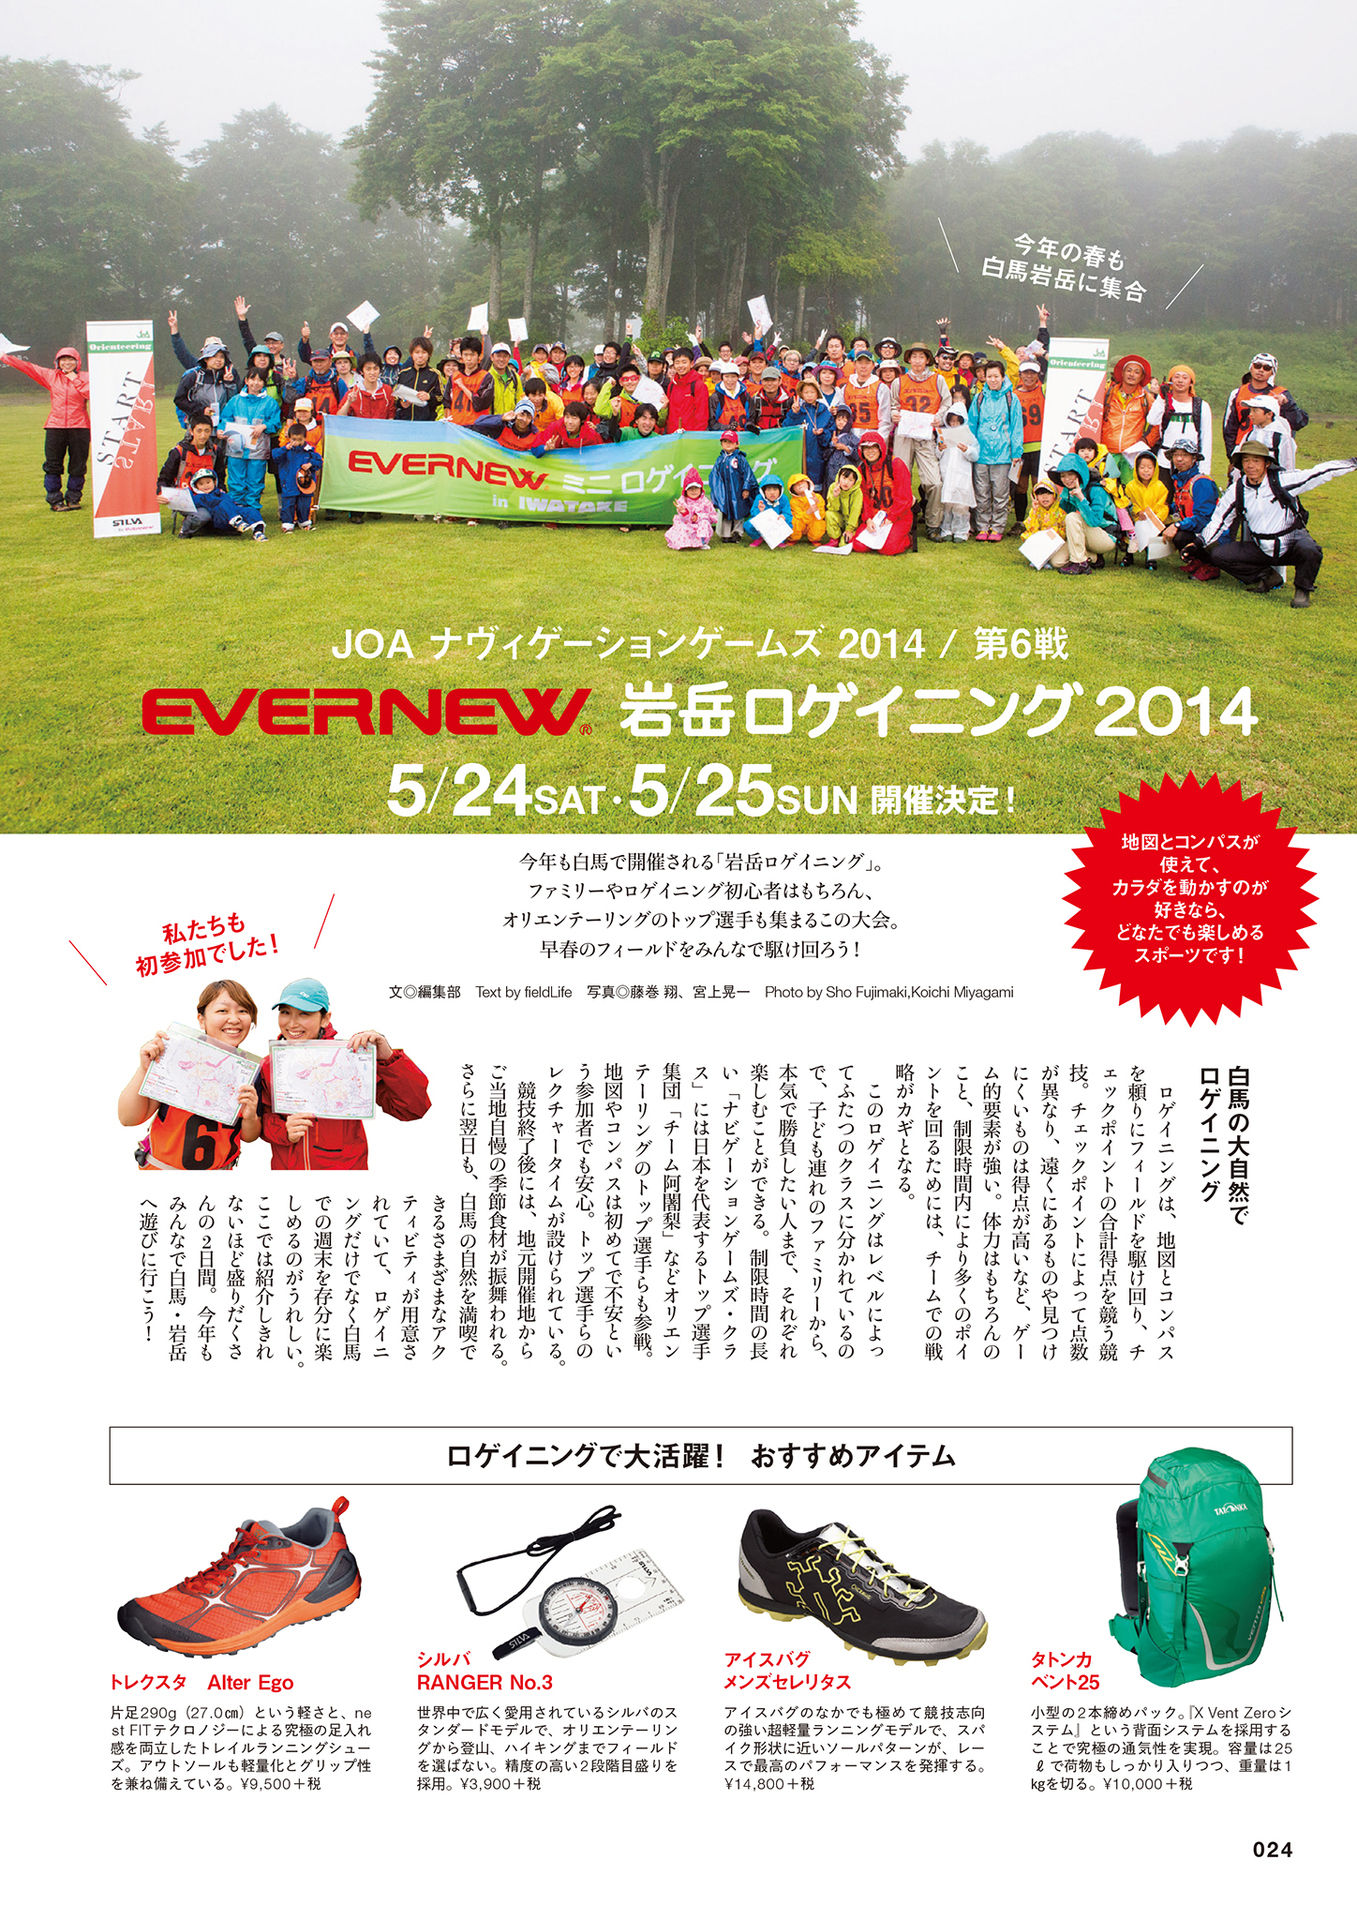 今年の春も
白馬岩岳に集合
JOA
Orienteering
START
START
SILVA
EVERNEW ミニ ロゲイニング
in IWATAKE
JOA
Orienteering
START
JOA ナヴィゲーションゲームズ 2014 / 第6戦
EVERNEW® 岩岳ロゲイニング2014
5/24SAT・5/25SUN 開催決定！
地図とコンパスが
使えて、
カラダを動かすのが
好きなら、
どなたでも楽しめる
スポーツです！
今年も白馬で開催される「岩岳ロゲイニング」。
ファミリーやロゲイニング初心者はもちろん、
オリエンテーリングのトップ選手も集まるこの大会。
早春のフィールドをみんなで駆け回ろう！
文◎編集部　Text by fieldLife　写真◎藤巻 翔、宮上晃一　Photo by Sho Fujimaki,Koichi Miyagami
私たちも
初参加でした！
白馬の大自然で
ロゲイニング
ロゲイニングは、地図とコンパス
を頼りにフィールドを駆け回り、チ
ェックポイントの合計得点を競う競
技。チェックポイントによって点数
が異なり、遠くにあるものや見つけ
にくいものは得点が高いなど、ゲー
ム的要素が強い。体力はもちろんの
こと、制限時間内により多くのポイ
ントを回るためには、チームでの戦
略がカギとなる。
このロゲイニングはレベルによっ
てふたつのクラスに分かれているの
で、子ども連れのファミリーから、
本気で勝負したい人まで、それぞれ
楽しむことができる。制限時間の長
い「ナビゲーションゲームズ・クラ
ス」には日本を代表するトップ選手
集団「チーム阿闍梨」などオリエン
テーリングのトップ選手らも参戦。
地図やコンパスは初めてで不安とい
う参加者でも安心。トップ選手らの
レクチャータイムが設けられている。
競技終了後には、地元開催地から
ご当地自慢の季節食材が振舞われる。
さらに翌日も、白馬の自然を満喫で
きるさまざまなアク
ティビティが用意さ
れていて、ロゲイニ
ングだけでなく白馬
での週末を存分に楽
しめるのがうれしい。
ここでは紹介しきれ
ないほど盛りだくさ
んの2日間。今年も
みんなで白馬・岩岳
へ遊びに行こう！
ロゲイニングで大活躍！　おすすめアイテム
トレクスタ　Alter Ego
片足290g（27.0㎝）という軽さと、ne
st FITテクロノジーによる究極の足入れ
感を両立したトレイルランニングシュー
ズ。アウトソールも軽量化とグリップ性
を兼ね備えている。¥9,500＋税
シルバ
RANGER No.3
世界中で広く愛用されているシルバのス
タンダードモデルで、オリエンテーリン
グから登山、ハイキングまでフィールド
を選ばない。精度の高い2段階目盛りを
採用。¥3,900＋税
アイスバグ
メンズセレリタス
アイスバグのなかでも極めて競技志向
の強い超軽量ランニングモデルで、スパ
イク形状に近いソールパターンが、レー
スで最高のパフォーマンスを発揮する。
¥14,800＋税
TATONKA
タトンカ
ベント25
小型の2本締めパック。『X Vent Zeroシ
ステム』という背面システムを採用する
ことで究極の通気性を実現。容量は25
ℓで荷物もしっかり入りつつ、重量は1
㎏を切る。¥10,000＋税
024